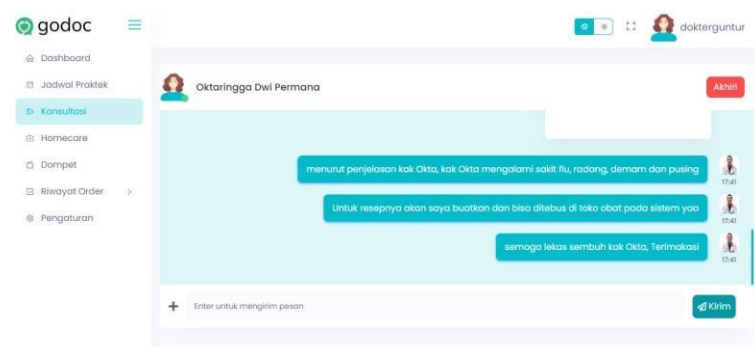 godoc
dokterguntur
Dashboard
Jadwal Praktek
Konsultasi
Homecare
Dompet
Riwayat Order
Pengaturan
Oktaringga Dwi Permana
Akhiri
menurut penjelasan kak Okta, kak Okta mengalami sakit flu, radang, demam dan pusing
17:41
Untuk resepnya akan saya buatkan dan bisa ditebus di toko obat pada sistem yaa
17:41
semoga lekas sembuh kak Okta, Terimakasi
17:41
Enter untuk mengirim pesan
Kirim